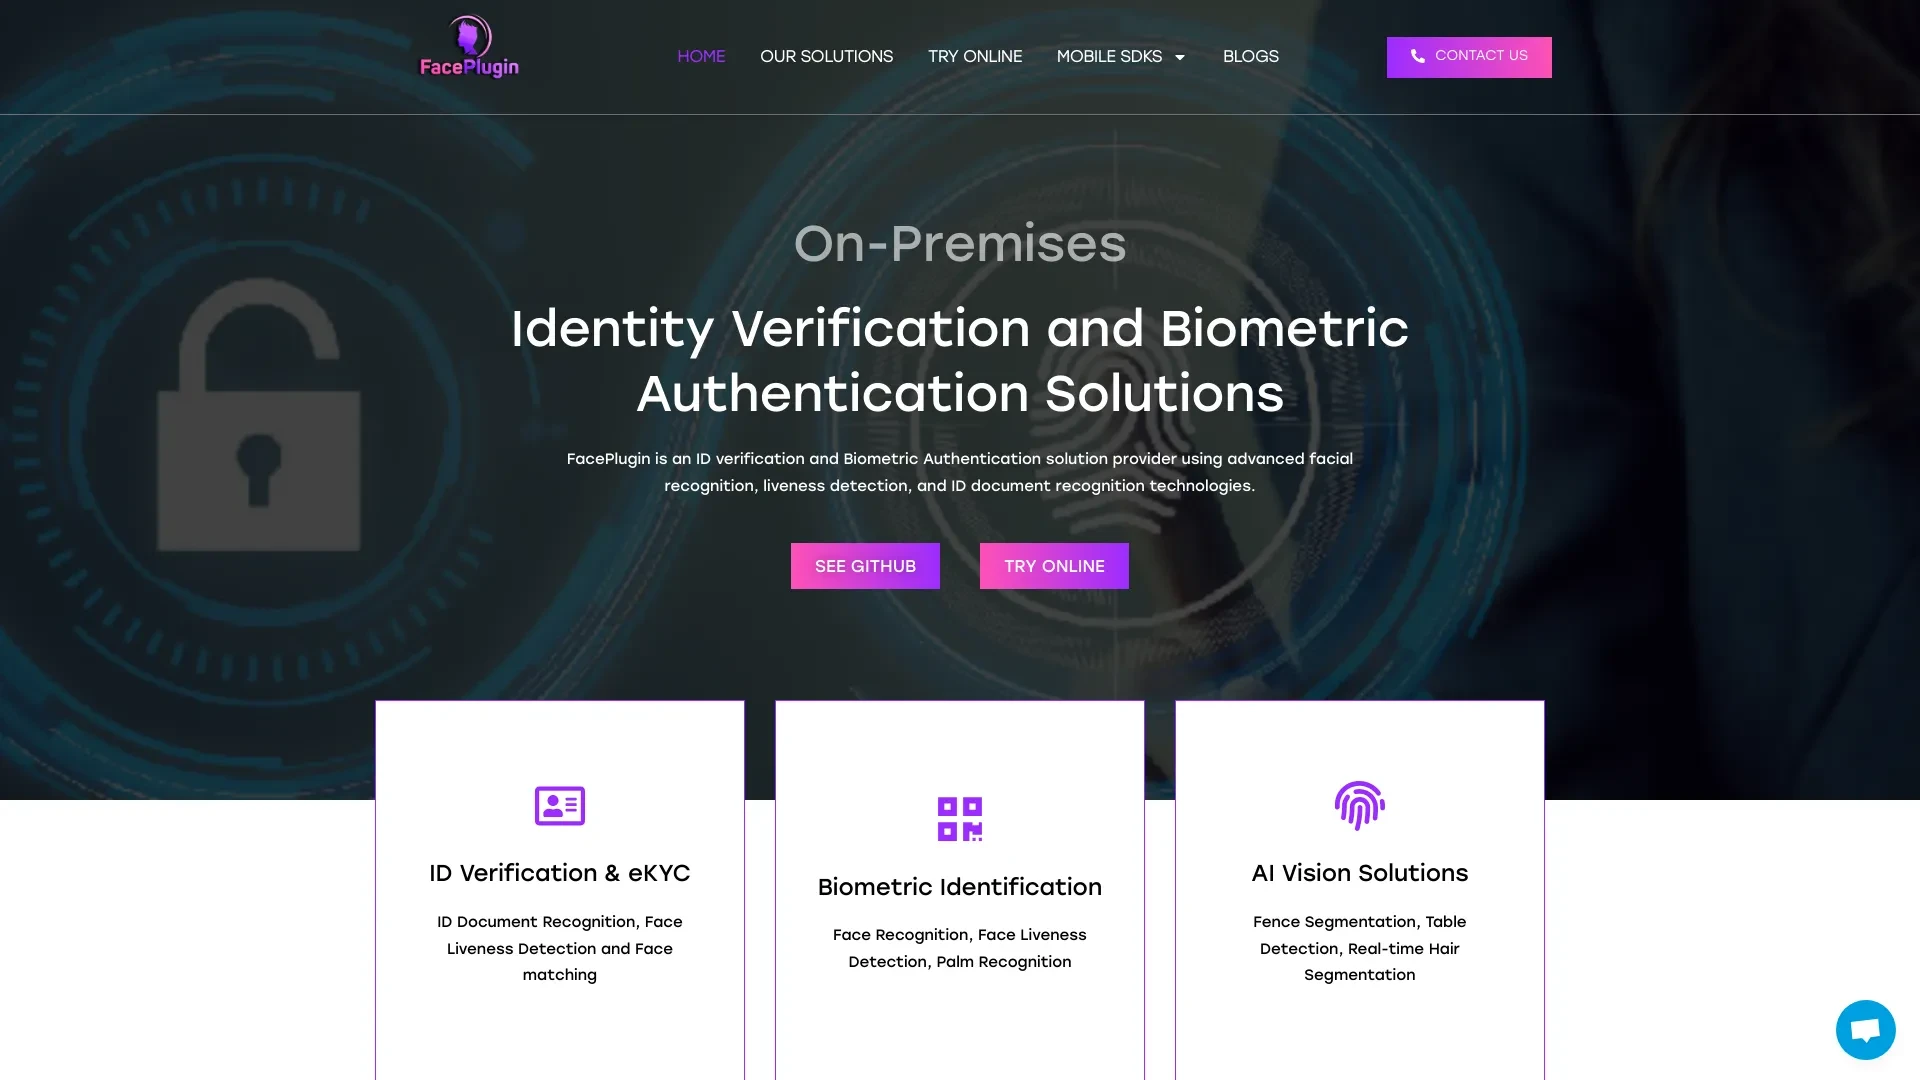 FacePlugin
HOME
OUR SOLUTIONS
TRY ONLINE
MOBILE SDKS
BLOGS
CONTACT US
On-Premises
Identity Verification and Biometric
Authentication Solutions
FacePlugin is an ID verification and Biometric Authentication solution provider using advanced facial
recognition, liveness detection, and ID document recognition technologies.
SEE GITHUB
TRY ONLINE
ID Verification & eKYC
ID Document Recognition, Face
Liveness Detection and Face
matching
Biometric Identification
Face Recognition, Face Liveness
Detection, Palm Recognition
AI Vision Solutions
Fence Segmentation, Table
Detection, Real-time Hair
Segmentation